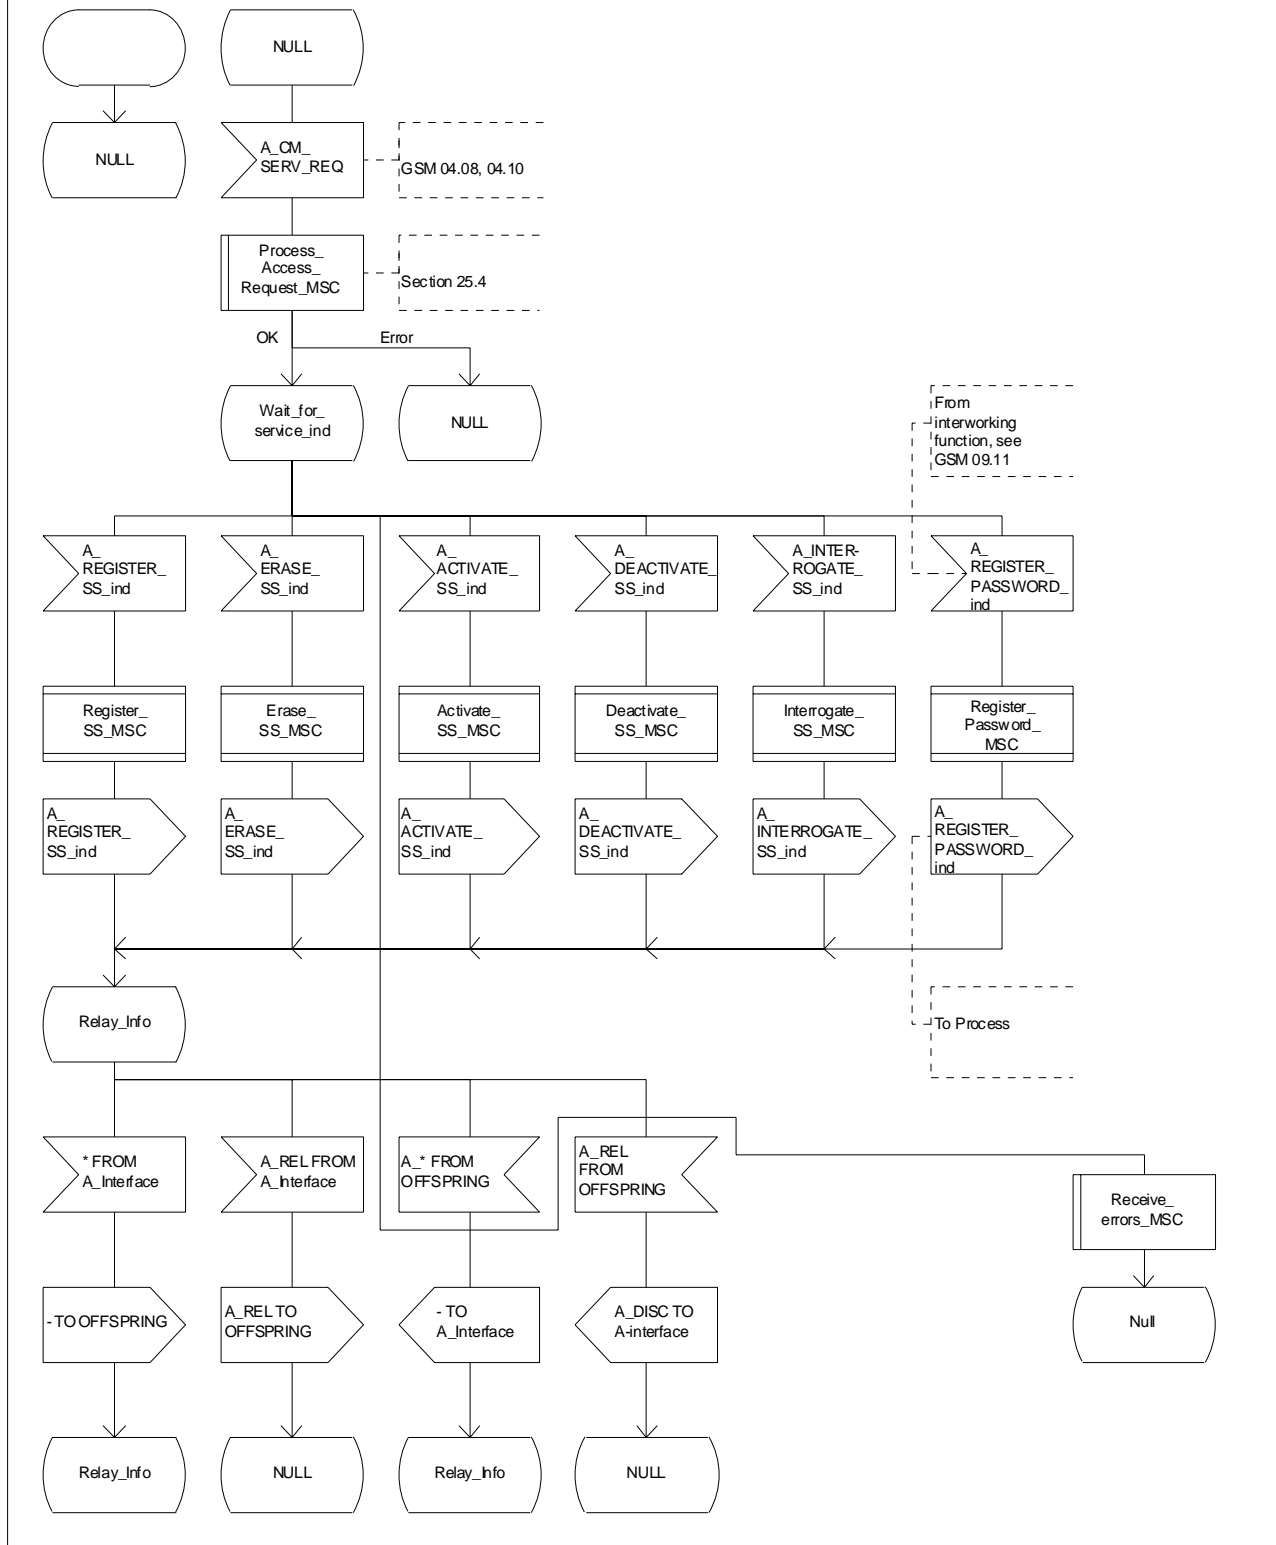 NULL
NULL
A_CM_
SERV_REQ
GSM 04.08, 04.10
Process_
Access_
Request_MSC
Section 25.4
OK
Error
Wait_for_
service_ind
NULL
From
interworking
function, see
GSM 09.11
A_
REGISTER_
SS_ind
A_
ERASE_
SS_ind
A_
ACTIVATE_
SS_ind
A_
DEACTIVATE_
SS_ind
A_INTER-
ROGATE_
SS_ind
A_
REGISTER_
PASSWORD_
ind
Register_
SS_MSC
Erase_
SS_MSC
Activate_
SS_MSC
Deactivate_
SS_MSC
Interrogate_
SS_MSC
Register_
Password_
MSC
A_
REGISTER_
SS_ind
A_
ERASE_
SS_ind
A_
ACTIVATE_
SS_ind
A_
DEACTIVATE_
SS_ind
A_
INTERROGATE_
SS_ind
A_
REGISTER_
PASSWORD_
ind
Relay_Info
To Process
* FROM
A_Interface
A_REL FROM
A_Interface
A_* FROM
OFFSPRING
A_REL
FROM
OFFSPRING
Receive_
errors_MSC
- TO OFFSPRING
A_REL TO
OFFSPRING
- TO
A_Interface
A_DISC TO
A-interface
Null
Relay_Info
NULL
Relay_Info
NULL